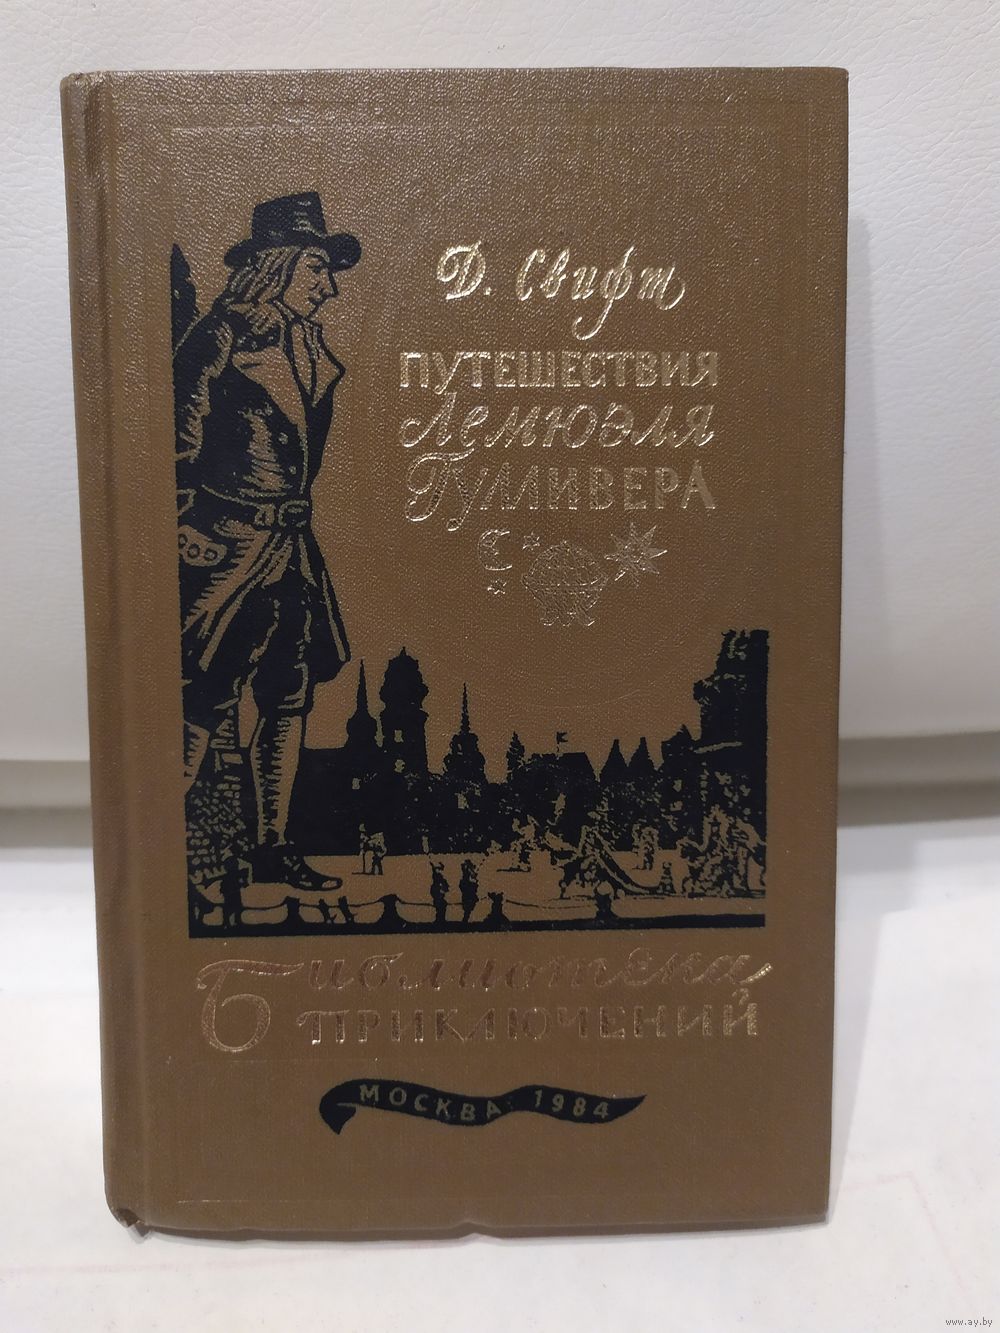 Д. Свифт
ПУТЕШЕСТВИЯ
Лемюэля
ГУЛЛИВЕРА
Библиотека
ПРИКЛЮЧЕНИЙ
МОСКВА 1984
www.ay.by